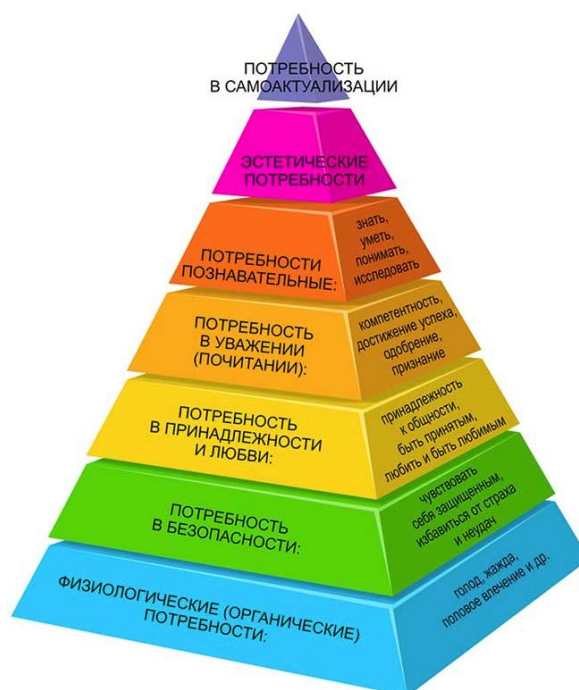 ПОТРЕБНОСТЬ
В САМОАКТУАЛИЗАЦИИ
ЭСТЕТИЧЕСКИЕ
ПОТРЕБНОСТИ
ПОТРЕБНОСТИ
ПОЗНАВАТЕЛЬНЫЕ:
знать,
уметь,
понимать,
исследовать
ПОТРЕБНОСТЬ
В УВАЖЕНИИ
(ПОЧИТАНИИ):
компетентность,
достижение успеха,
одобрение,
признание
ПОТРЕБНОСТЬ
В ПРИНАДЛЕЖНОСТИ
И ЛЮБВИ:
принадлежность
к общности,
быть принятым,
любить и быть любимым
ПОТРЕБНОСТЬ
В БЕЗОПАСНОСТИ:
чувствовать
себя защищенным,
избавиться от страха
и неудач
ФИЗИОЛОГИЧЕСКИЕ (ОРГАНИЧЕСКИЕ)
ПОТРЕБНОСТИ:
голод, жажда,
половое влечение и др.